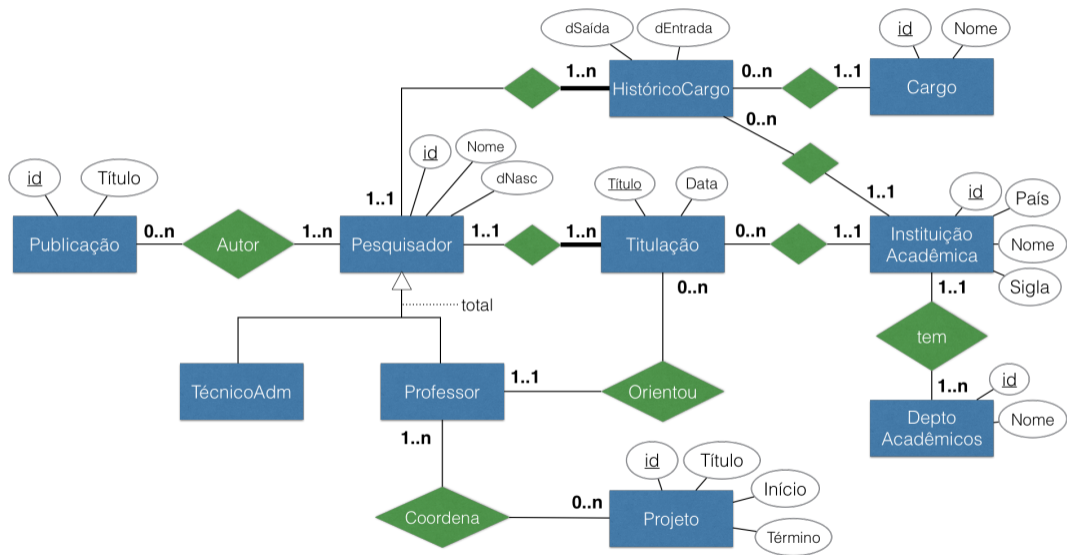 dSaída
dEntrada
id
Nome
1..n
HistóricoCargo
0..n
1..1
Cargo
0..n
id
Título
id
Nome
dNasc
Título
Data
id
País
1..1
1..1
Publicação
0..n
Autor
1..n
Pesquisador
1..1
1..n
Titulação
0..n
1..1
Instituição
Acadêmica
Nome
Sigla
0..n
1..1
total
tem
TécnicoAdm
Professor
1..1
Orientou
1..n
id
Depto
Acadêmicos
Nome
1..n
id
Título
Início
Coordena
0..n
Projeto
Término